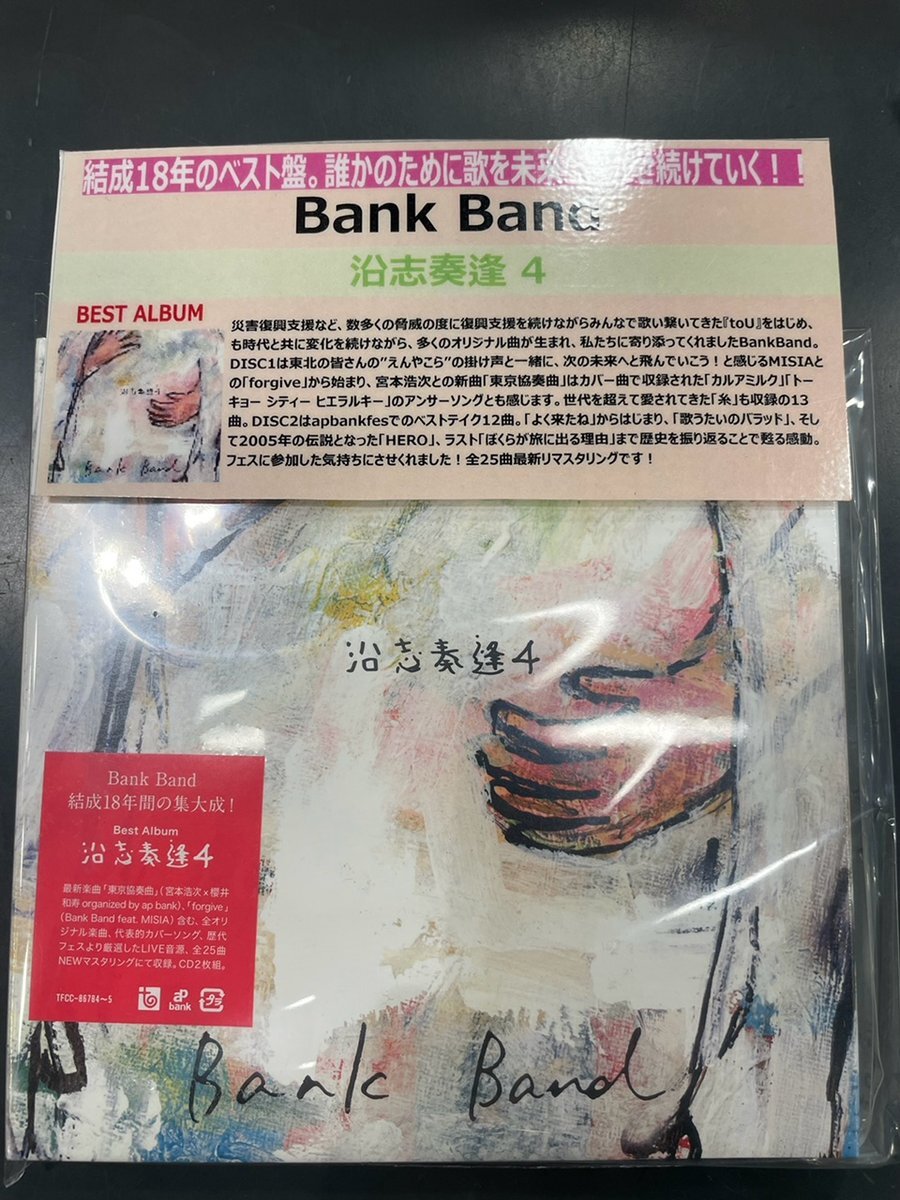 結成18年のベスト盤。誰かのために歌を未来 続けていく！！
Bank Band
沿志奏逢 4
BEST ALBUM
災害復興支援など、数多くの脅威の度に復興支援を続けながらみんなで歌い繋いできた『toU』をはじめ、
も時代と共に変化を続けながら、多くのオリジナル曲が生まれ、私たちに寄り添ってくれましたBankBand。
DISC1は東北の皆さんの"えんやこら"の掛け声と一緒に、次の未来へと飛んでいこう！と感じるMISIAと
の「forgive」から始まり、宮本浩次との新曲「東京協奏曲」はカバー曲で収録された「カルアミルク」「トー
キョー シティー ヒエラルキー」のアンサーソングとも感じます。世代を超えて愛されてきた「糸」も収録の13
曲。DISC2はapbankfesでのベストテイク12曲。「よく来たね」からはじまり、「歌うたいのバラッド」、そし
て2005年の伝説となった「HERO」、ラスト「ぼくらが旅に出る理由」まで歴史を振り返ることで甦る感動。
フェスに参加した気持ちにさせくれました！全25曲最新リマスタリングです！
沿志奏逢4
Bank Band
沿志奏逢4
Bank Band
結成18年間の集大成！
Best Album
沿志奏逢4
最新楽曲「東京協奏曲」（宮本浩次×櫻井
和寿 organized by ap bank）、「forgive」
（Bank Band feat. MISIA）含む、全オリ
ジナル楽曲、代表的カバーソング、歴代
フェスより厳選したLIVE音源、全25曲
NEWマスタリングにて収録。CD2枚組。
TFCC-86784〜5
ap bank
Bank Band